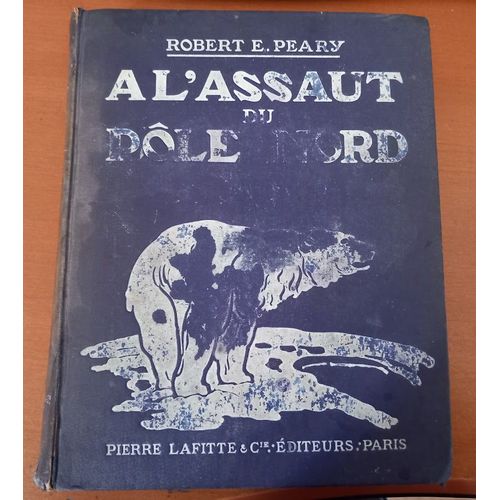 ROBERT E. PEARY
A L'ASSAUT
DU
PÔLE NORD
PIERRE LAFITTE & CIE · ÉDITEURS · PARIS